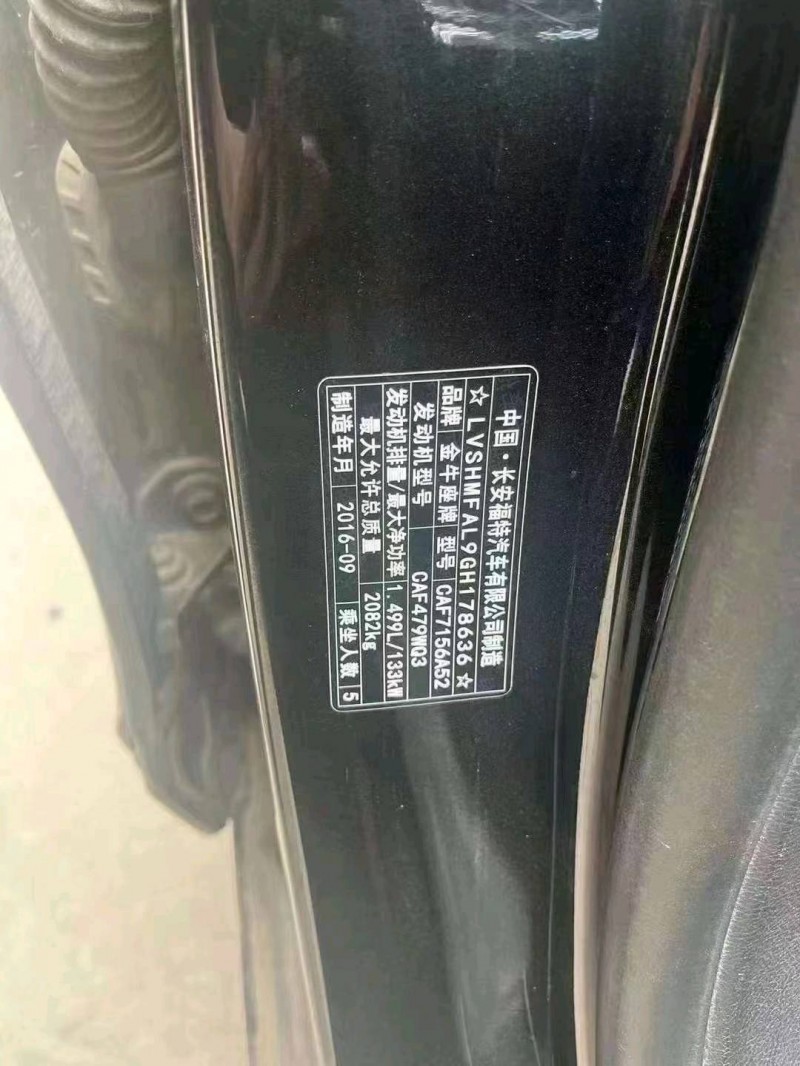 中国·长安福特汽车有限公司制造
☆LVSHMFAL9GH178636☆
品牌 金牛座牌 型号 CAF7156A52
发动机型号 CAF479WQ3
发动机排量/最大净功率 1.499L/133kW
最大允许总质量 2082kg
制造年月 2016-09 乘坐人数 5